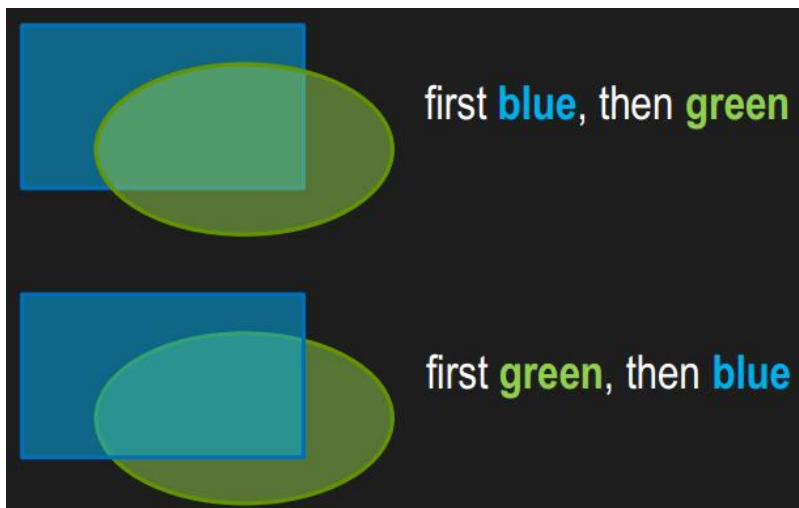 first blue, then green
first green, then blue